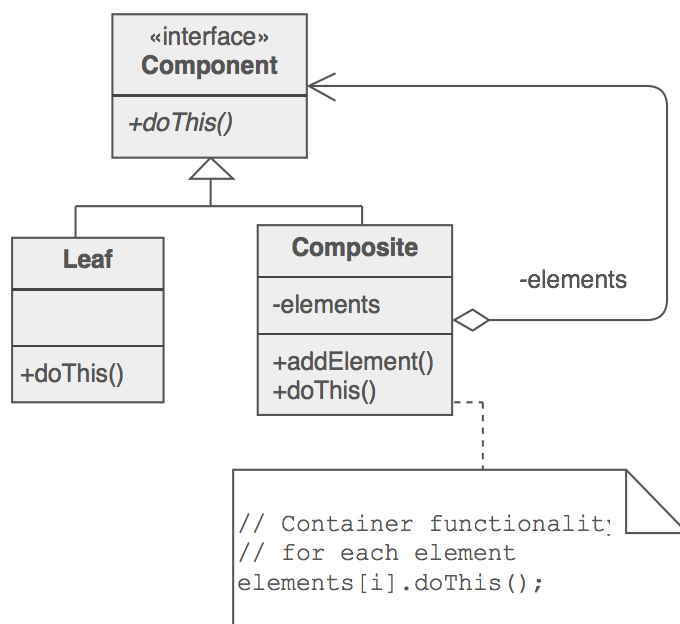 «interface»
Component
+doThis()
Leaf
+doThis()
Composite
-elements
+addElement()
+doThis()
-elements
// Container functionality
// for each element
elements[i].doThis();